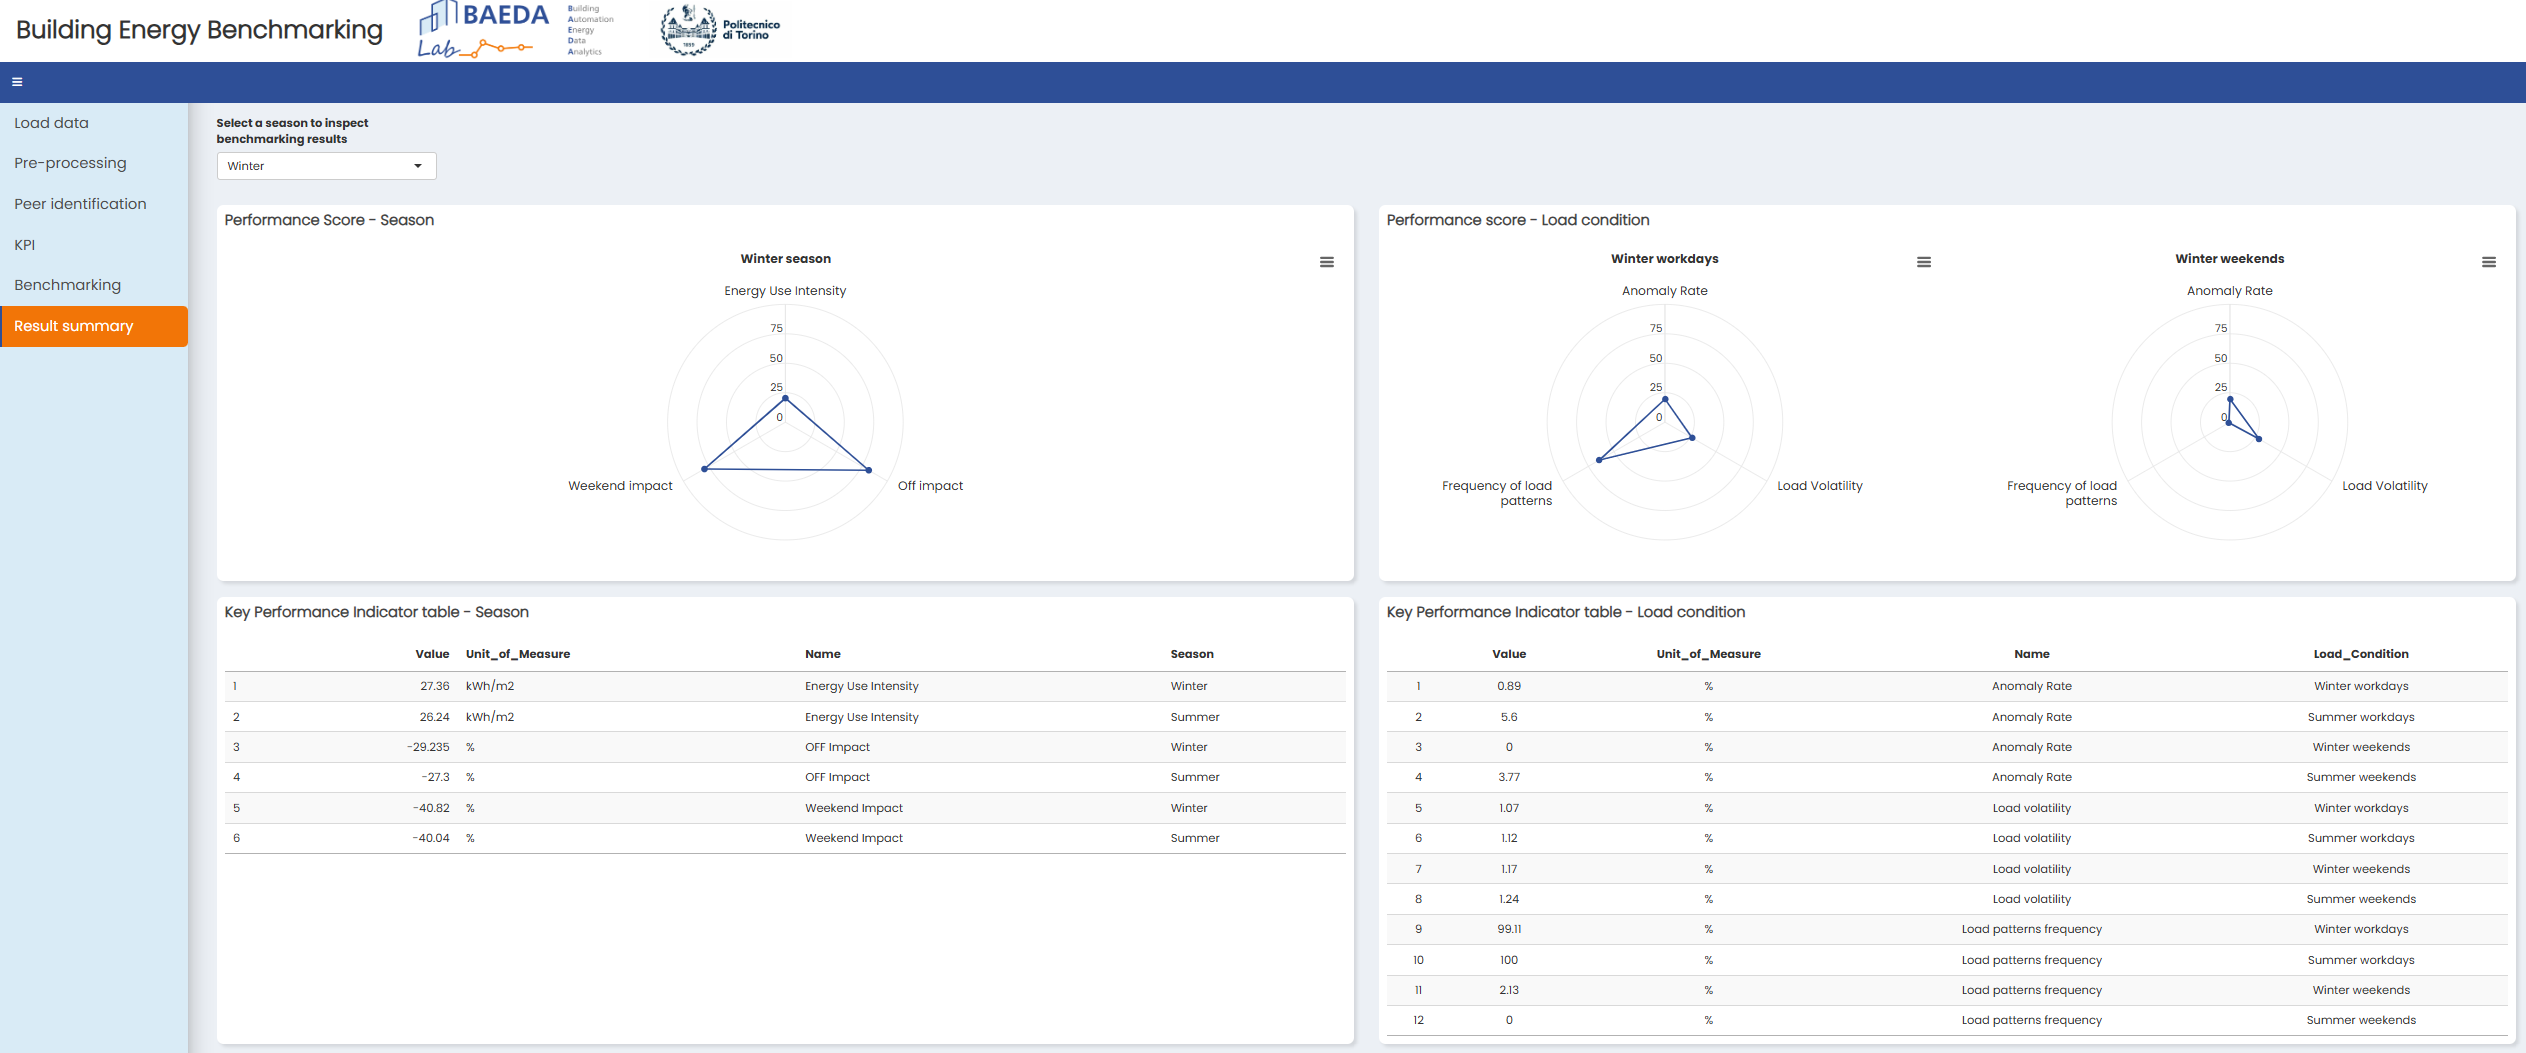 Building Energy Benchmarking
BAEDA
Lab
Building
Automation
Energy
Data
Analytics
1859
Politecnico
di Torino
Load data
Pre-processing
Peer identification
KPI
Benchmarking
Result summary
Select a season to inspect
benchmarking results
Winter
Performance Score - Season
Winter season
Energy Use Intensity
75
50
25
0
Weekend impact
Off impact
Performance score - Load condition
Winter workdays
Anomaly Rate
75
50
25
0
Frequency of load
patterns
Load Volatility
Winter weekends
Anomaly Rate
75
50
25
0
Frequency of load
patterns
Load Volatility
Key Performance Indicator table - Season
Value Unit_of_Measure Name Season
1 27.36 kWh/m2 Energy Use Intensity Winter
2 26.24 kWh/m2 Energy Use Intensity Summer
3 -29.235 % OFF Impact Winter
4 -27.3 % OFF Impact Summer
5 -40.82 % Weekend Impact Winter
6 -40.04 % Weekend Impact Summer
Key Performance Indicator table - Load condition
Value Unit_of_Measure Name Load_Condition
1 0.89 % Anomaly Rate Winter workdays
2 5.6 % Anomaly Rate Summer workdays
3 0 % Anomaly Rate Winter weekends
4 3.77 % Anomaly Rate Summer weekends
5 1.07 % Load volatility Winter workdays
6 1.12 % Load volatility Summer workdays
7 1.17 % Load volatility Winter weekends
8 1.24 % Load volatility Summer weekends
9 99.11 % Load patterns frequency Winter workdays
10 100 % Load patterns frequency Summer workdays
11 2.13 % Load patterns frequency Winter weekends
12 0 % Load patterns frequency Summer weekends